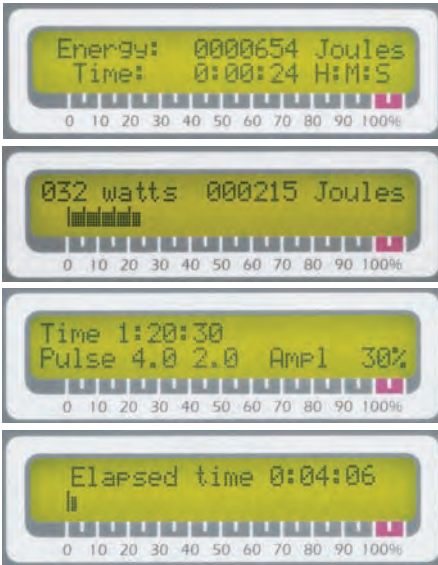 Energy: 0000654 Joules
Time: 0:00:24 H:M:S
0 10 20 30 40 50 60 70 80 90 100%
032 watts 000215 Joules
0 10 20 30 40 50 60 70 80 90 100%
Time 1:20:30
Pulse 4.0 2.0 Ampl 30%
0 10 20 30 40 50 60 70 80 90 100%
Elapsed time 0:04:06
0 10 20 30 40 50 60 70 80 90 100%